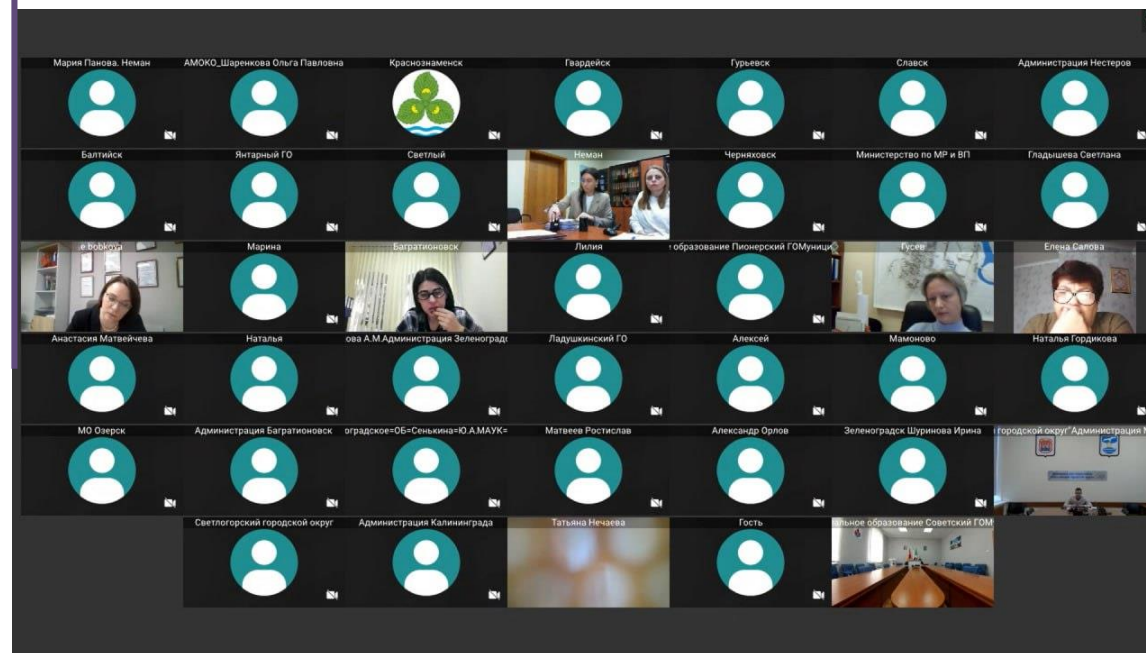 Мария Панова. Неман
АМОКО_Шаренкова Ольга Павловна
Краснознаменск
Гвардейск
Гурьевск
Славск
Администрация Нестеров
Балтийск
Янтарный ГО
Светлый
Неман
Черняховск
Министерство по МР и ВП
Гладышева Светлана
e.bobkova
Марина
Багратионовск
Лилия
образование Пионерский ГОМуници
Гусев
Елена Салова
Анастасия Матвейчева
Наталья
ова А.М.Администрация Зеленоградс
Ладушкинский ГО
Алексей
Мамоново
Наталья Гордикова
МО Озерск
Администрация Багратионовск
оградское=ОБ=Сенькина=Ю.А.МАУК=
Матвеев Ростислав
Александр Орлов
Зеленоградск Шуринова Ирина
городской округ"Администрация М
Светлогорский городской округ
Администрация Калининграда
Татьяна Нечаева
Гость
льное образование Советский ГОМу